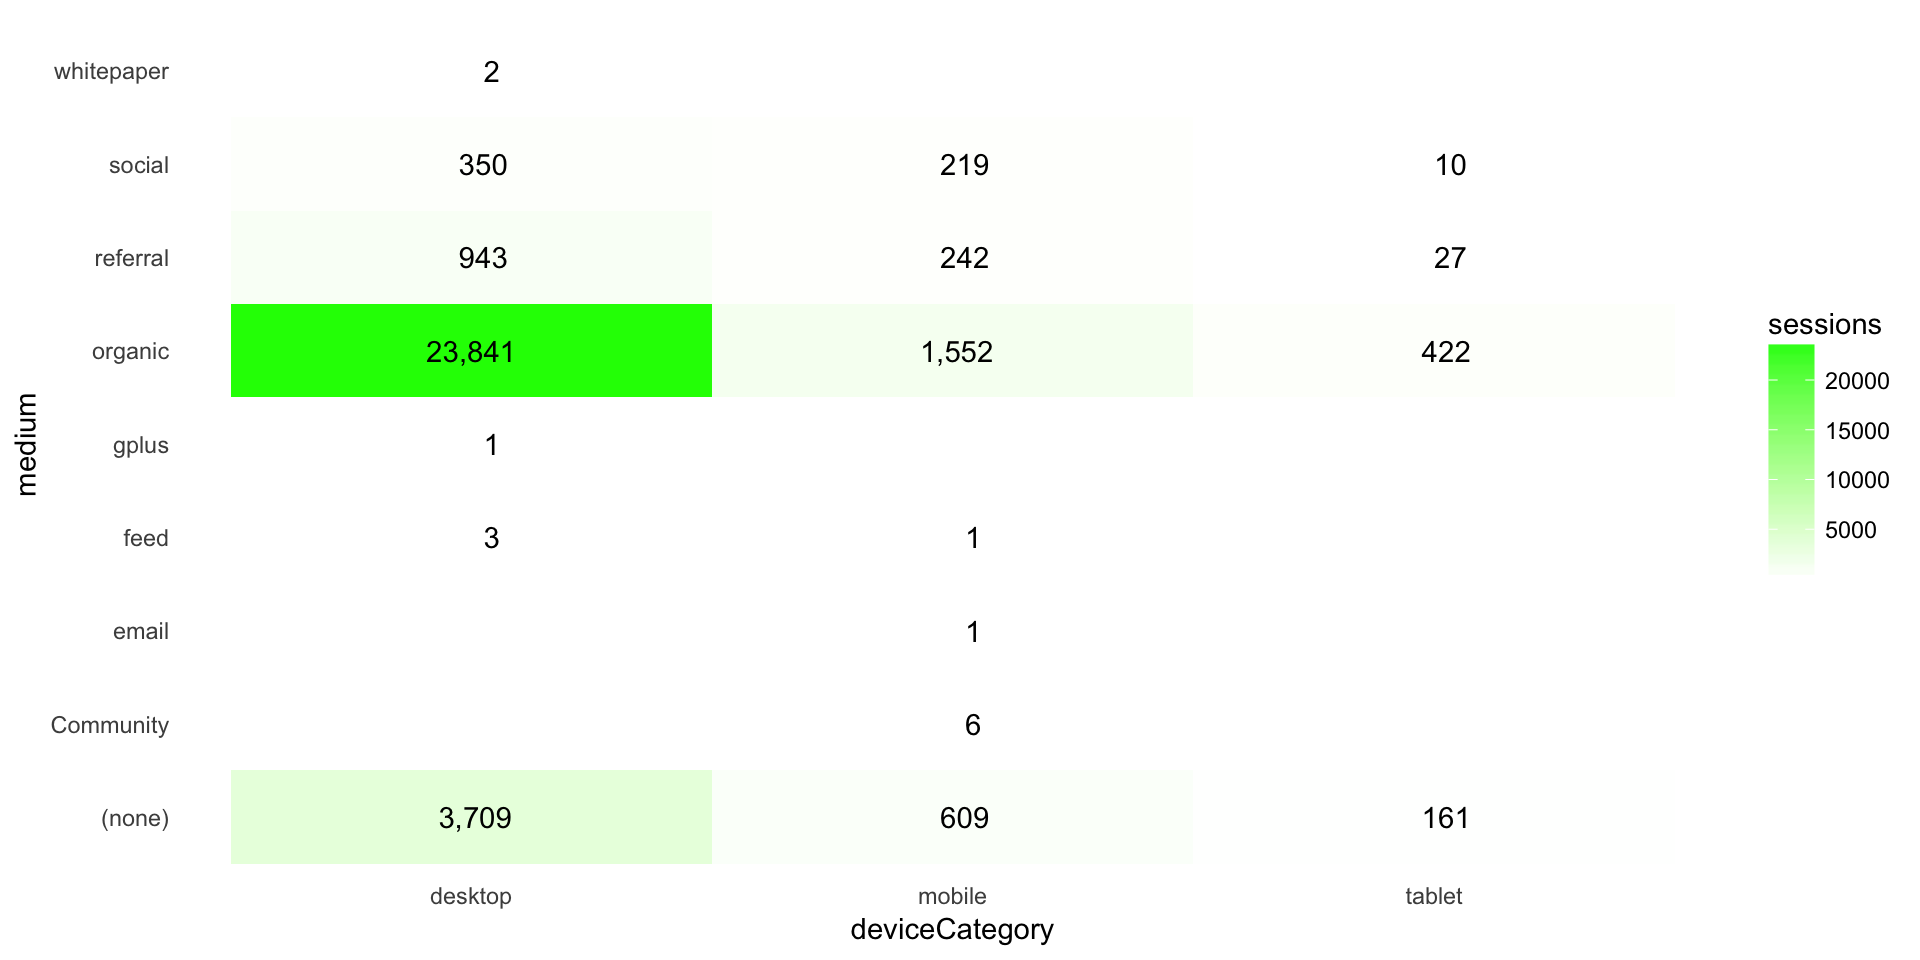 whitepaper 2
social 350 219 10
referral 943 242 27
organic 23,841 1,552 422
gplus 1
feed 3 1
email 1
Community 6
(none) 3,709 609 161
desktop mobile tablet
deviceCategory
medium
sessions
20000
15000
10000
5000